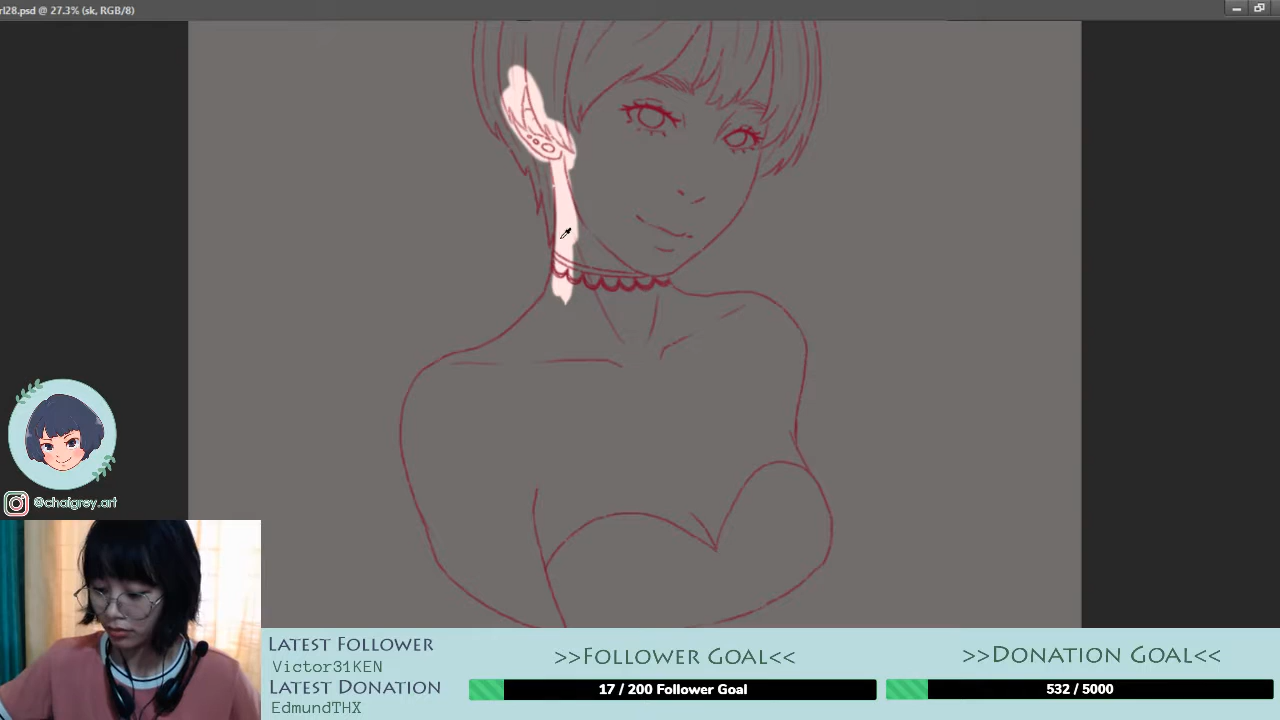 rl28.psd @ 27.3% (sk, RGB/8)
@chaigrey.art
LATEST FOLLOWER
Victor31KEN
LATEST DONATION
EdmundTHX
>>FOLLOWER GOAL<<
17 / 200 Follower Goal
>>DONATION GOAL<<
532 / 5000